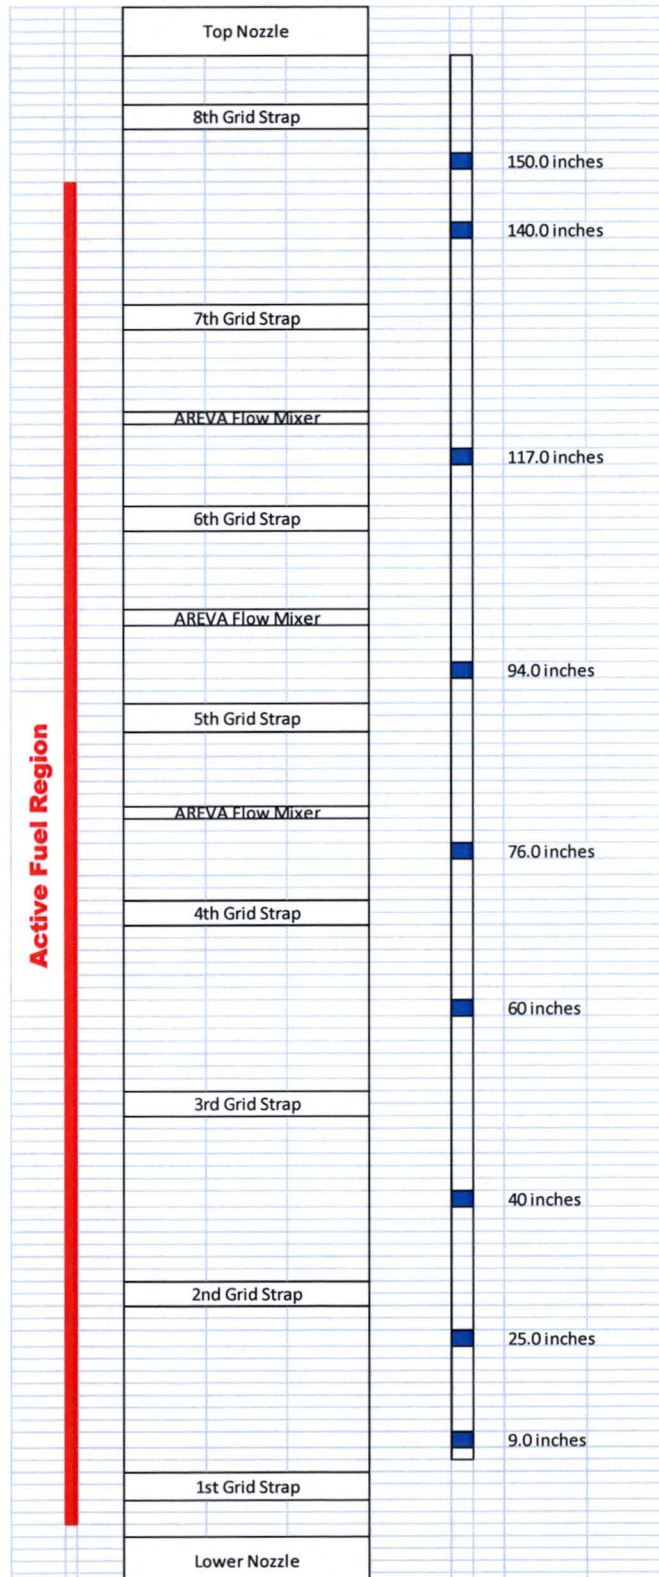 Top Nozzle
8th Grid Strap
150.0 inches
140.0 inches
7th Grid Strap
AREVA Flow Mixer
117.0 inches
6th Grid Strap
AREVA Flow Mixer
94.0 inches
5th Grid Strap
Active Fuel Region
AREVA Flow Mixer
76.0 inches
4th Grid Strap
60 inches
3rd Grid Strap
40 inches
2nd Grid Strap
25.0 inches
9.0 inches
1st Grid Strap
Lower Nozzle